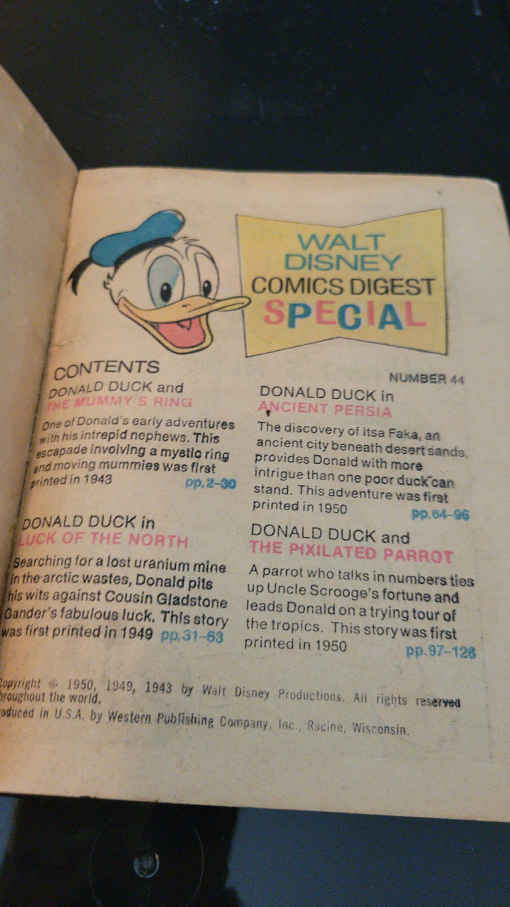 WALT
DISNEY
COMICS DIGEST
SPECIAL
NUMBER 44
CONTENTS
DONALD DUCK and
THE MUMMY'S RING
One of Donald's early adventures
with his intrepid nephews. This
escapade involving a mystic ring
and moving mummies was first
printed in 1943 pp.2-30
DONALD DUCK in
LUCK OF THE NORTH
Searching for a lost uranium mine
in the arctic wastes, Donald pits
his wits against Cousin Gladstone
Gander's fabulous luck. This story
was first printed in 1949 pp.31-63
DONALD DUCK in
ANCIENT PERSIA
The discovery of Itsa Faka, an
ancient city beneath desert sands,
provides Donald with more
intrigue than one poor duck can
stand. This adventure was first
printed in 1950 pp.64-96
DONALD DUCK and
THE PIXILATED PARROT
A parrot who talks in numbers ties
up Uncle Scrooge's fortune and
leads Donald on a trying tour of
the tropics. This story was first
printed in 1950 pp.97-128
Copyright © 1950, 1949, 1943 by Walt Disney Productions. All rights reserved
throughout the world.
Produced in U.S.A. by Western Publishing Company, Inc., Racine, Wisconsin.